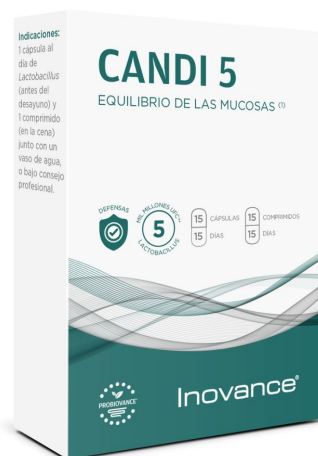 Indicaciones:
1 cápsula al
día de
Lactobacillus
(antes del
desayuno) y
1 comprimido
(en la cena)
junto con un
vaso de agua,
o bajo consejo
profesional.
CANDI 5
EQUILIBRIO DE LAS MUCOSAS (1)
DEFENSAS
MIL MILLONES UFC
5
LACTOBACILLUS
15 CÁPSULAS
15 DÍAS
15 COMPRIMIDOS
15 DÍAS
PROBIOVANCE
Inovance®